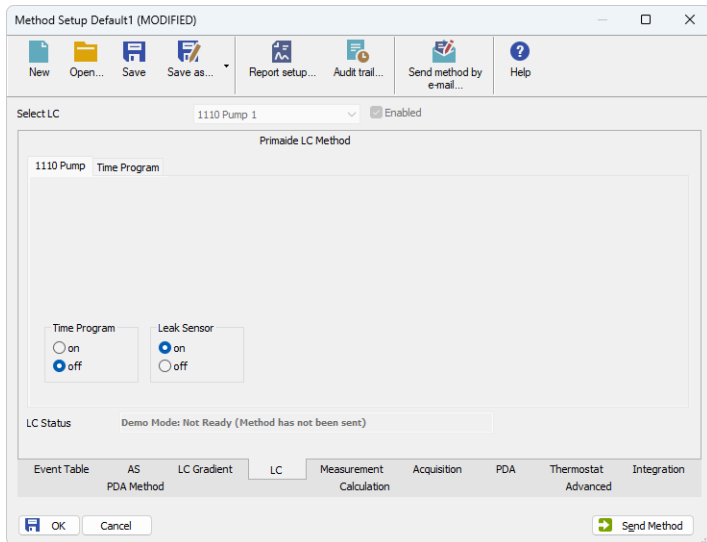 Method Setup Default1 (MODIFIED)
New Open... Save Save as... Report setup... Audit trail... Send method by e-mail... Help
Select LC 1110 Pump 1 Enabled
Primaide LC Method
1110 Pump Time Program
Time Program Leak Sensor
on on
off off
LC Status Demo Mode: Not Ready (Method has not been sent)
Event Table AS LC Gradient LC Measurement Acquisition PDA Thermostat Integration
PDA Method Calculation Advanced
OK Cancel Send Method